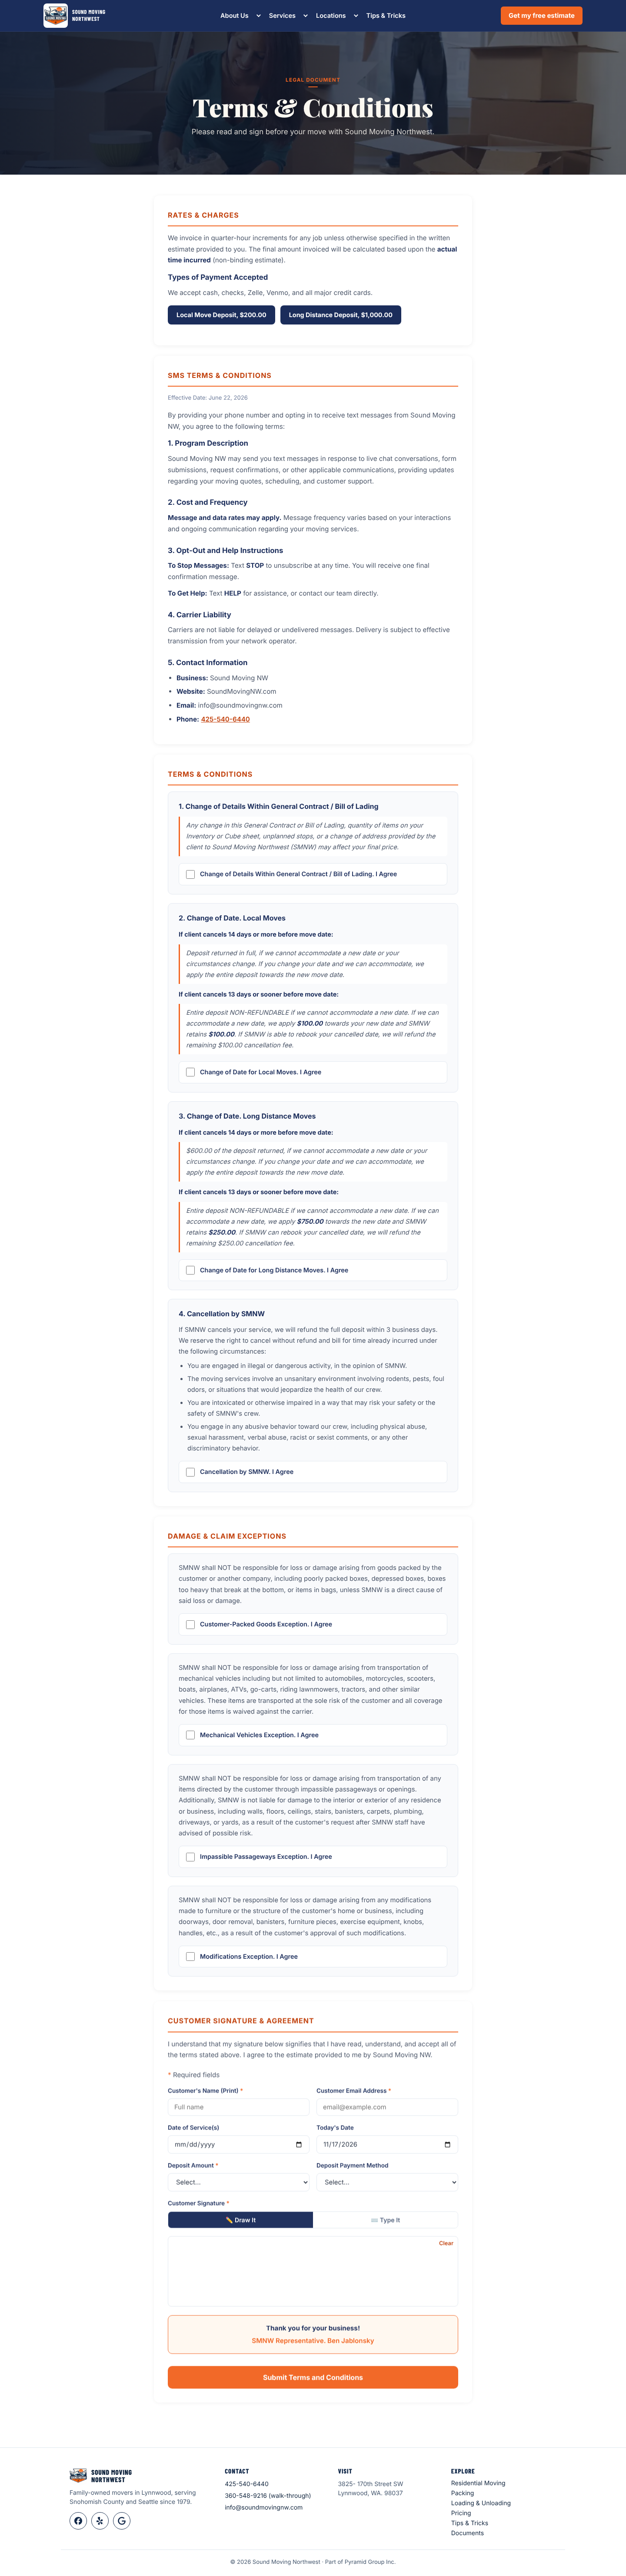 SOUND MOVING
NORTHWEST
About Us
Services
Locations
Tips & Tricks
Get my free estimate
LEGAL DOCUMENT
Terms & Conditions
Please read and sign before your move with Sound Moving Northwest.
RATES & CHARGES
We invoice in quarter-hour increments for any job unless otherwise specified in the written
estimate provided to you. The final amount invoiced will be calculated based upon the actual
time incurred (non-binding estimate).
Types of Payment Accepted
We accept cash, checks, Zelle, Venmo, and all major credit cards.
Local Move Deposit, $200.00
Long Distance Deposit, $1,000.00
SMS TERMS & CONDITIONS
Effective Date: June 22, 2026
By providing your phone number and opting in to receive text messages from Sound Moving
NW, you agree to the following terms:
1. Program Description
Sound Moving NW may send you text messages in response to live chat conversations, form
submissions, request confirmations, or other applicable communications, providing updates
regarding your moving quotes, scheduling, and customer support.
2. Cost and Frequency
Message and data rates may apply. Message frequency varies based on your interactions
and ongoing communication regarding your moving services.
3. Opt-Out and Help Instructions
To Stop Messages: Text STOP to unsubscribe at any time. You will receive one final
confirmation message.
To Get Help: Text HELP for assistance, or contact our team directly.
4. Carrier Liability
Carriers are not liable for delayed or undelivered messages. Delivery is subject to effective
transmission from your network operator.
5. Contact Information
• Business: Sound Moving NW
• Website: SoundMovingNW.com
• Email: info@soundmovingnw.com
• Phone: 425-540-6440
TERMS & CONDITIONS
1. Change of Details Within General Contract / Bill of Lading
Any change in this General Contract or Bill of Lading, quantity of items on your
Inventory or Cube sheet, unplanned stops, or a change of address provided by the
client to Sound Moving Northwest (SMNW) may affect your final price.
Change of Details Within General Contract / Bill of Lading. I Agree
2. Change of Date. Local Moves
If client cancels 14 days or more before move date:
Deposit returned in full, if we cannot accommodate a new date or your
circumstances change. If you change your date and we can accommodate, we
apply the entire deposit towards the new move date.
If client cancels 13 days or sooner before move date:
Entire deposit NON-REFUNDABLE if we cannot accommodate a new date. If we can
accommodate a new date, we apply $100.00 towards your new date and SMNW
retains $100.00. If SMNW is able to rebook your cancelled date, we will refund the
remaining $100.00 cancellation fee.
Change of Date for Local Moves. I Agree
3. Change of Date. Long Distance Moves
If client cancels 14 days or more before move date:
$600.00 of the deposit returned, if we cannot accommodate a new date or your
circumstances change. If you change your date and we can accommodate, we
apply the entire deposit towards the new move date.
If client cancels 13 days or sooner before move date:
Entire deposit NON-REFUNDABLE if we cannot accommodate a new date. If we can
accommodate a new date, we apply $750.00 towards the new date and SMNW
retains $250.00. If SMNW can rebook your cancelled date, we will refund the
remaining $250.00 cancellation fee.
Change of Date for Long Distance Moves. I Agree
4. Cancellation by SMNW
If SMNW cancels your service, we will refund the full deposit within 3 business days.
We reserve the right to cancel without refund and bill for time already incurred under
the following circumstances:
• You are engaged in illegal or dangerous activity, in the opinion of SMNW.
• The moving services involve an unsanitary environment involving rodents, pests, foul
odors, or situations that would jeopardize the health of our crew.
• You are intoxicated or otherwise impaired in a way that may risk your safety or the
safety of SMNW's crew.
• You engage in any abusive behavior toward our crew, including physical abuse,
sexual harassment, verbal abuse, racist or sexist comments, or any other
discriminatory behavior.
Cancellation by SMNW. I Agree
DAMAGE & CLAIM EXCEPTIONS
SMNW shall NOT be responsible for loss or damage arising from goods packed by the
customer or another company, including poorly packed boxes, depressed boxes, boxes
too heavy that break at the bottom, or items in bags, unless SMNW is a direct cause of
said loss or damage.
Customer-Packed Goods Exception. I Agree
SMNW shall NOT be responsible for loss or damage arising from transportation of
mechanical vehicles including but not limited to automobiles, motorcycles, scooters,
boats, airplanes, ATVs, go-carts, riding lawnmowers, tractors, and other similar
vehicles. These items are transported at the sole risk of the customer and all coverage
for those items is waived against the carrier.
Mechanical Vehicles Exception. I Agree
SMNW shall NOT be responsible for loss or damage arising from transportation of any
items directed by the customer through impassible passageways or openings.
Additionally, SMNW is not liable for damage to the interior or exterior of any residence
or business, including walls, floors, ceilings, stairs, banisters, carpets, plumbing,
driveways, or yards, as a result of the customer's request after SMNW staff have
advised of possible risk.
Impassible Passageways Exception. I Agree
SMNW shall NOT be responsible for loss or damage arising from any modifications
made to furniture or the structure of the customer's home or business, including
doorways, door removal, banisters, furniture pieces, exercise equipment, knobs,
handles, etc., as a result of the customer's approval of such modifications.
Modifications Exception. I Agree
CUSTOMER SIGNATURE & AGREEMENT
I understand that my signature below signifies that I have read, understand, and accept all of
the terms stated above. I agree to the estimate provided to me by Sound Moving NW.
* Required fields
Customer's Name (Print) *
Customer Email Address *
Full name
email@example.com
Date of Service(s)
Today's Date
mm/dd/yyyy
11/17/2026
Deposit Amount *
Deposit Payment Method
Select...
Select...
Customer Signature *
✏️ Draw It
⌨️ Type It
Clear
Thank you for your business!
SMNW Representative. Ben Jablonsky
Submit Terms and Conditions
SOUND MOVING
NORTHWEST
Family-owned movers in Lynnwood, serving
Snohomish County and Seattle since 1979.
CONTACT
425-540-6440
360-548-9216 (walk-through)
info@soundmovingnw.com
VISIT
3825- 170th Street SW
Lynnwood, WA. 98037
EXPLORE
Residential Moving
Packing
Loading & Unloading
Pricing
Tips & Tricks
Documents
© 2026 Sound Moving Northwest · Part of Pyramid Group Inc.